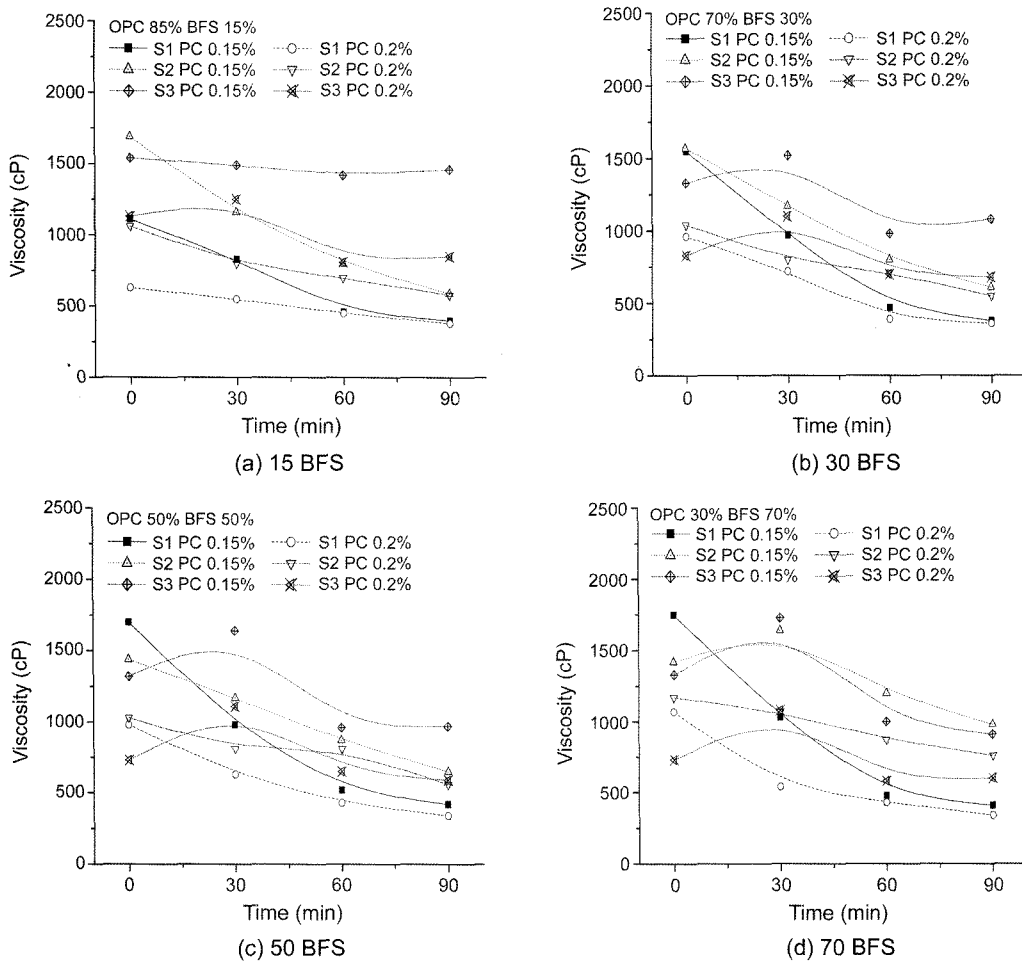 OPC 85% BFS 15%
S1 PC 0.15% S1 PC 0.2%
S2 PC 0.15% S2 PC 0.2%
S3 PC 0.15% S3 PC 0.2%
2500
2000
1500
1000
500
0
Viscosity (cP)
0 30 60 90
Time (min)
(a) 15 BFS
OPC 70% BFS 30%
S1 PC 0.15% S1 PC 0.2%
S2 PC 0.15% S2 PC 0.2%
S3 PC 0.15% S3 PC 0.2%
2500
2000
1500
1000
500
0
Viscosity (cP)
0 30 60 90
Time (min)
(b) 30 BFS
OPC 50% BFS 50%
S1 PC 0.15% S1 PC 0.2%
S2 PC 0.15% S2 PC 0.2%
S3 PC 0.15% S3 PC 0.2%
2500
2000
1500
1000
500
0
Viscosity (cP)
0 30 60 90
Time (min)
(c) 50 BFS
OPC 30% BFS 70%
S1 PC 0.15% S1 PC 0.2%
S2 PC 0.15% S2 PC 0.2%
S3 PC 0.15% S3 PC 0.2%
2500
2000
1500
1000
500
0
Viscosity (cP)
0 30 60 90
Time (min)
(d) 70 BFS